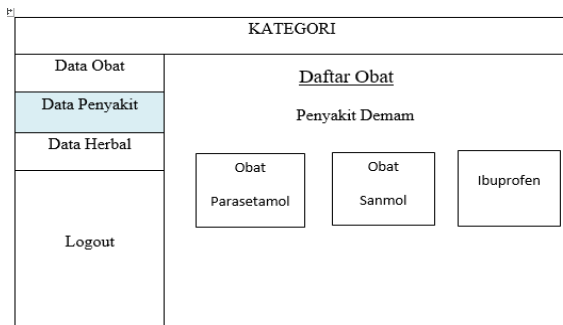 KATEGORI
Data Obat
Data Penyakit
Data Herbal
Logout
Daftar Obat
Penyakit Demam
Obat
Parasetamol
Obat
Sanmol
Ibuprofen